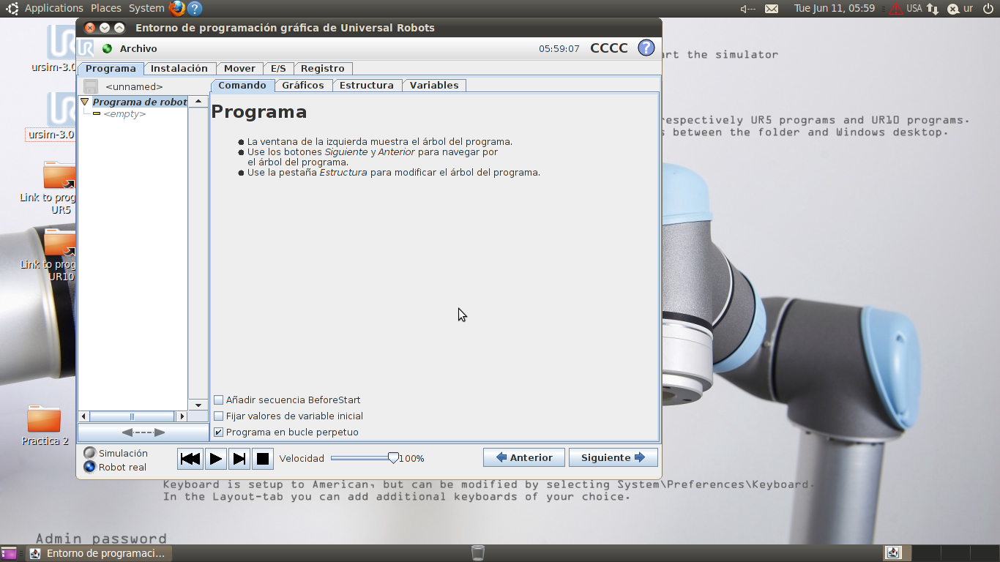 Applications Places System
Tue Jun 11, 05:59 USA ur
Entorno de programación gráfica de Universal Robots
UR Archivo 05:59:07 CCCC ?
art the simulator
Programa Instalación Mover E/S Registro
ursim-3.0
<unnamed>
Comando Gráficos Estructura Variables
Programa de robot
<empty>
Programa
respectively UR5 programs and UR10 programs.
s between the folder and Windows desktop.
ursim-3.0
La ventana de la izquierda muestra el árbol del programa.
Use los botones Siguiente y Anterior para navegar por
el árbol del programa.
Use la pestaña Estructura para modificar el árbol del programa.
Link to prog
UR5
Link to prog
UR10
Añadir secuencia BeforeStart
Fijar valores de variable inicial
Programa en bucle perpetuo
Practica 2
Simulación
Robot real
Velocidad 100%
Anterior Siguiente
Keyboard is setup to American, but can be modified by selecting System\Preferences\Keyboard.
In the Layout-tab you can add additional keyboards of your choice.
Admin password
Entorno de programaci...